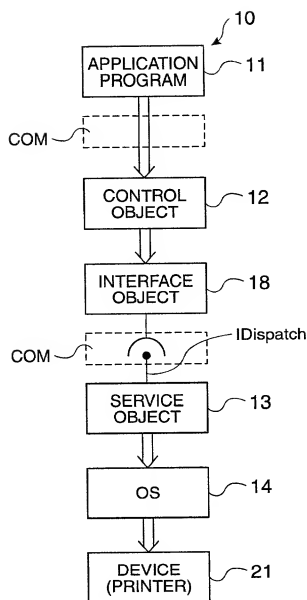 10
APPLICATION
PROGRAM
11
COM
CONTROL
OBJECT
12
INTERFACE
OBJECT
18
IDispatch
COM
SERVICE
OBJECT
13
OS
14
DEVICE
(PRINTER)
21